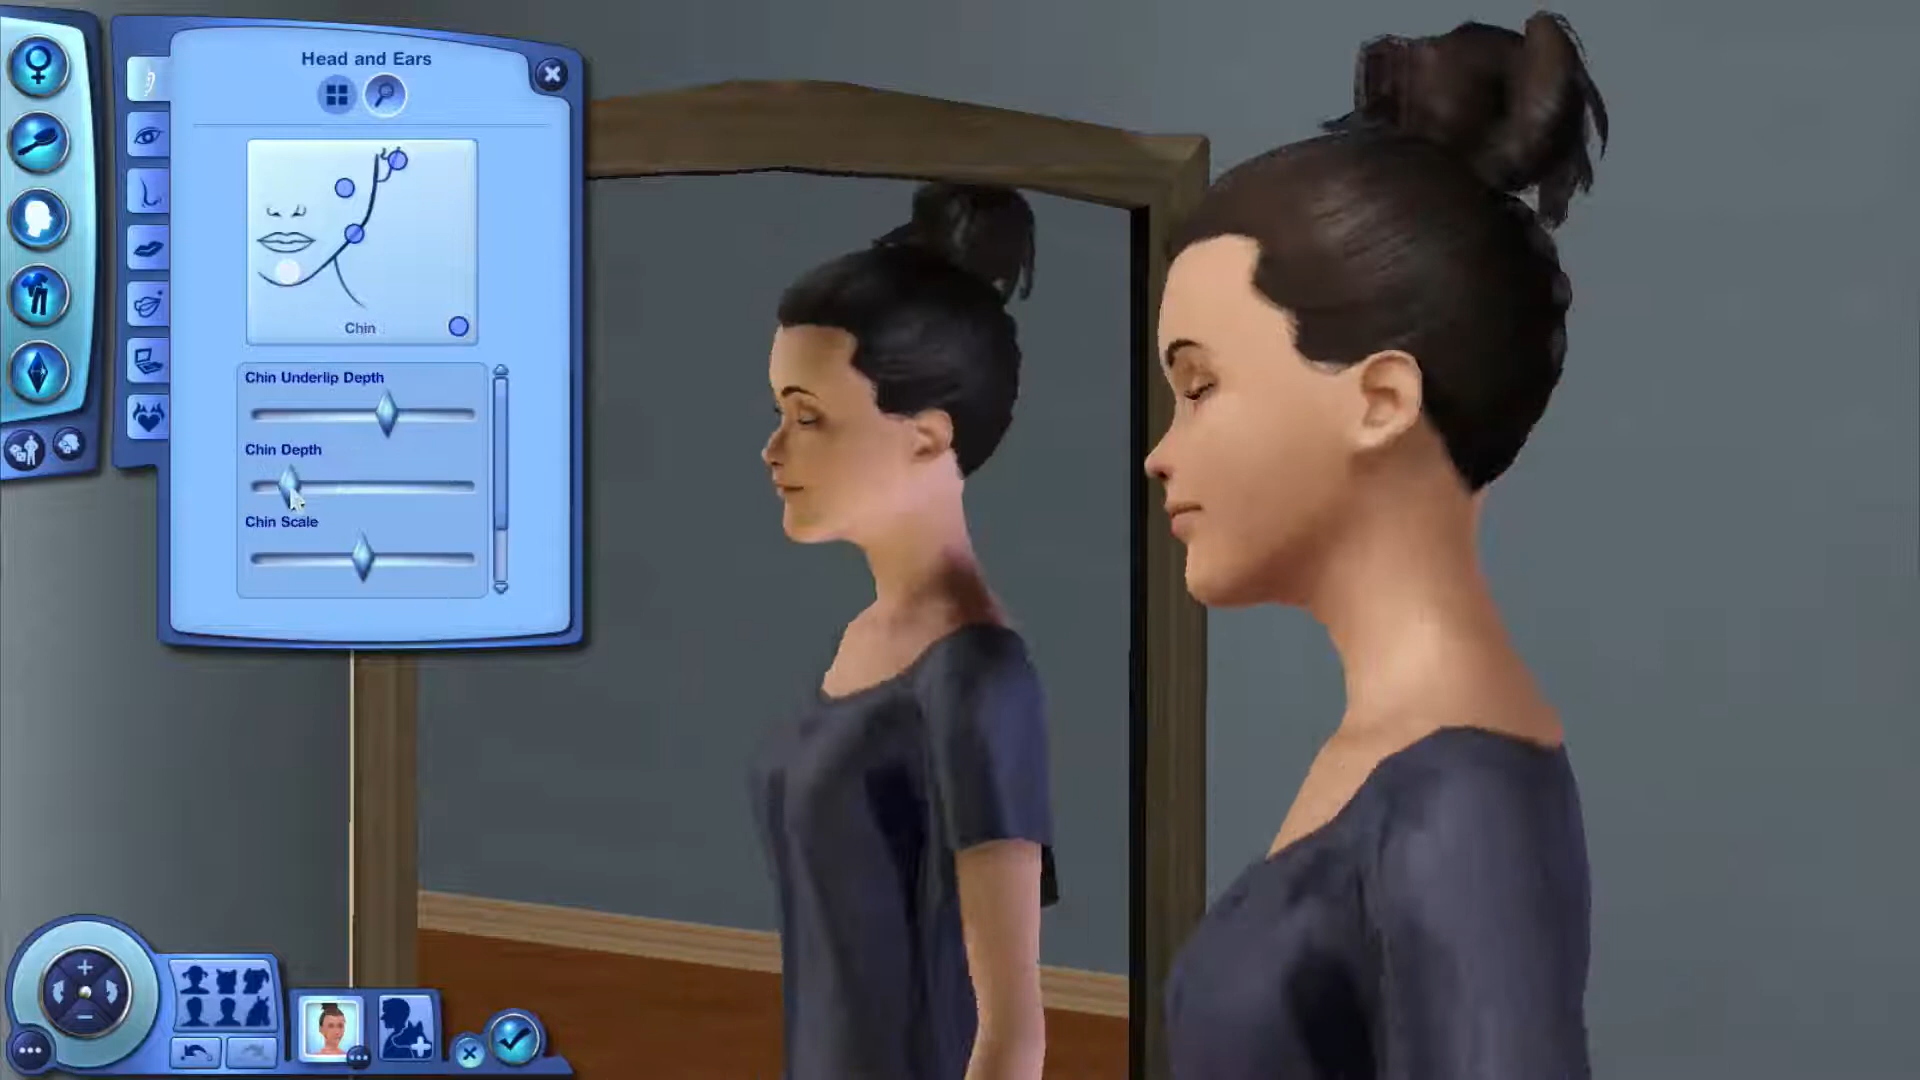 Head and Ears
Chin
Chin Underlip Depth
Chin Depth
Chin Scale